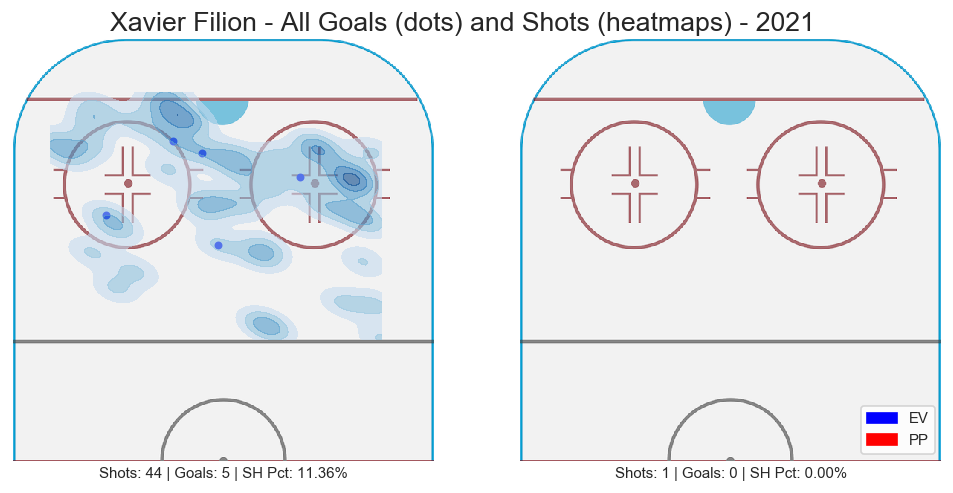 Xavier Filion - All Goals (dots) and Shots (heatmaps) - 2021
EV
PP
Shots: 44 | Goals: 5 | SH Pct: 11.36%
Shots: 1 | Goals: 0 | SH Pct: 0.00%